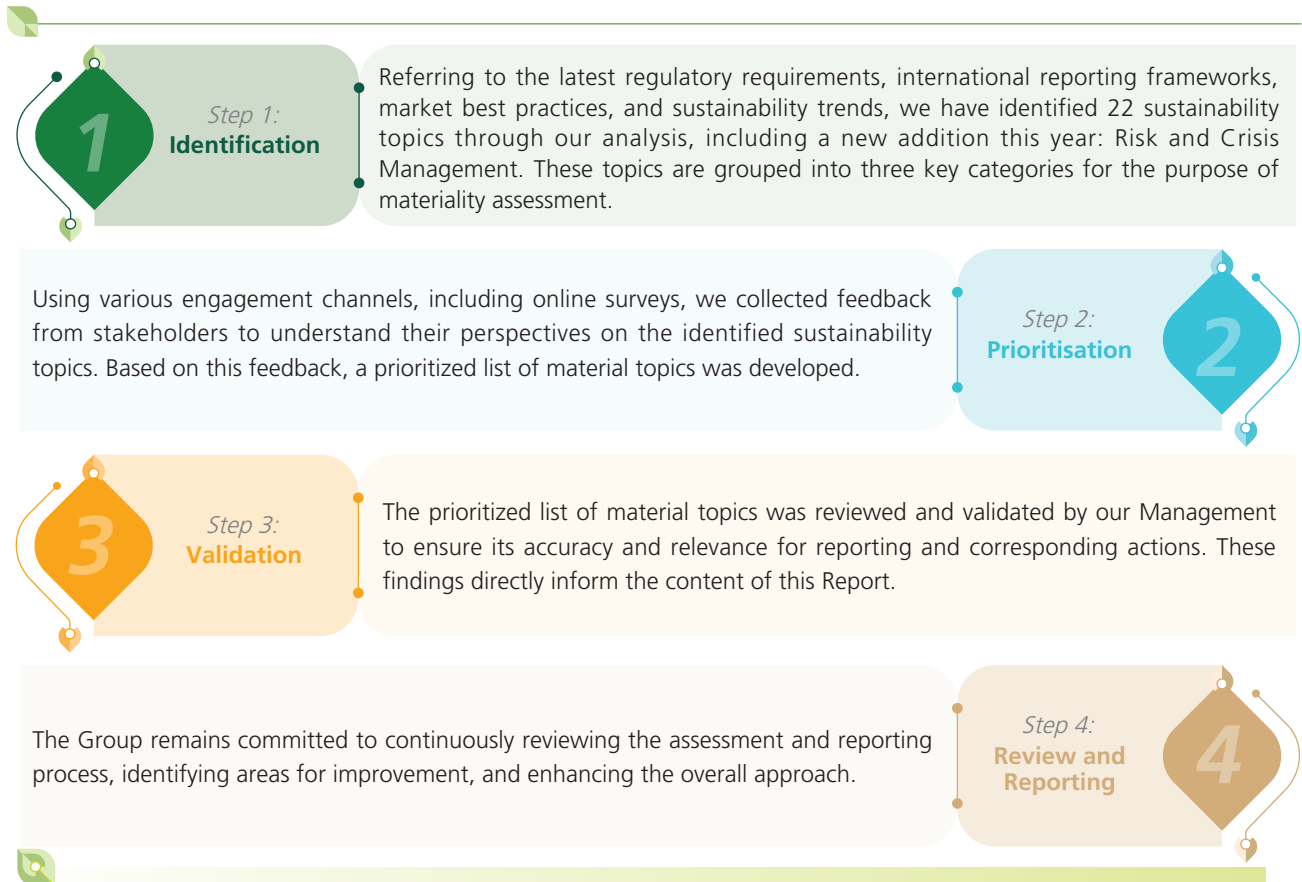 1
Step 1:
Identification
Referring to the latest regulatory requirements, international reporting frameworks,
market best practices, and sustainability trends, we have identified 22 sustainability
topics through our analysis, including a new addition this year: Risk and Crisis
Management. These topics are grouped into three key categories for the purpose of
materiality assessment.
Using various engagement channels, including online surveys, we collected feedback
from stakeholders to understand their perspectives on the identified sustainability
topics. Based on this feedback, a prioritized list of material topics was developed.
Step 2:
Prioritisation
2
3
Step 3:
Validation
The prioritized list of material topics was reviewed and validated by our Management
to ensure its accuracy and relevance for reporting and corresponding actions. These
findings directly inform the content of this Report.
The Group remains committed to continuously reviewing the assessment and reporting
process, identifying areas for improvement, and enhancing the overall approach.
Step 4:
Review and
Reporting
4